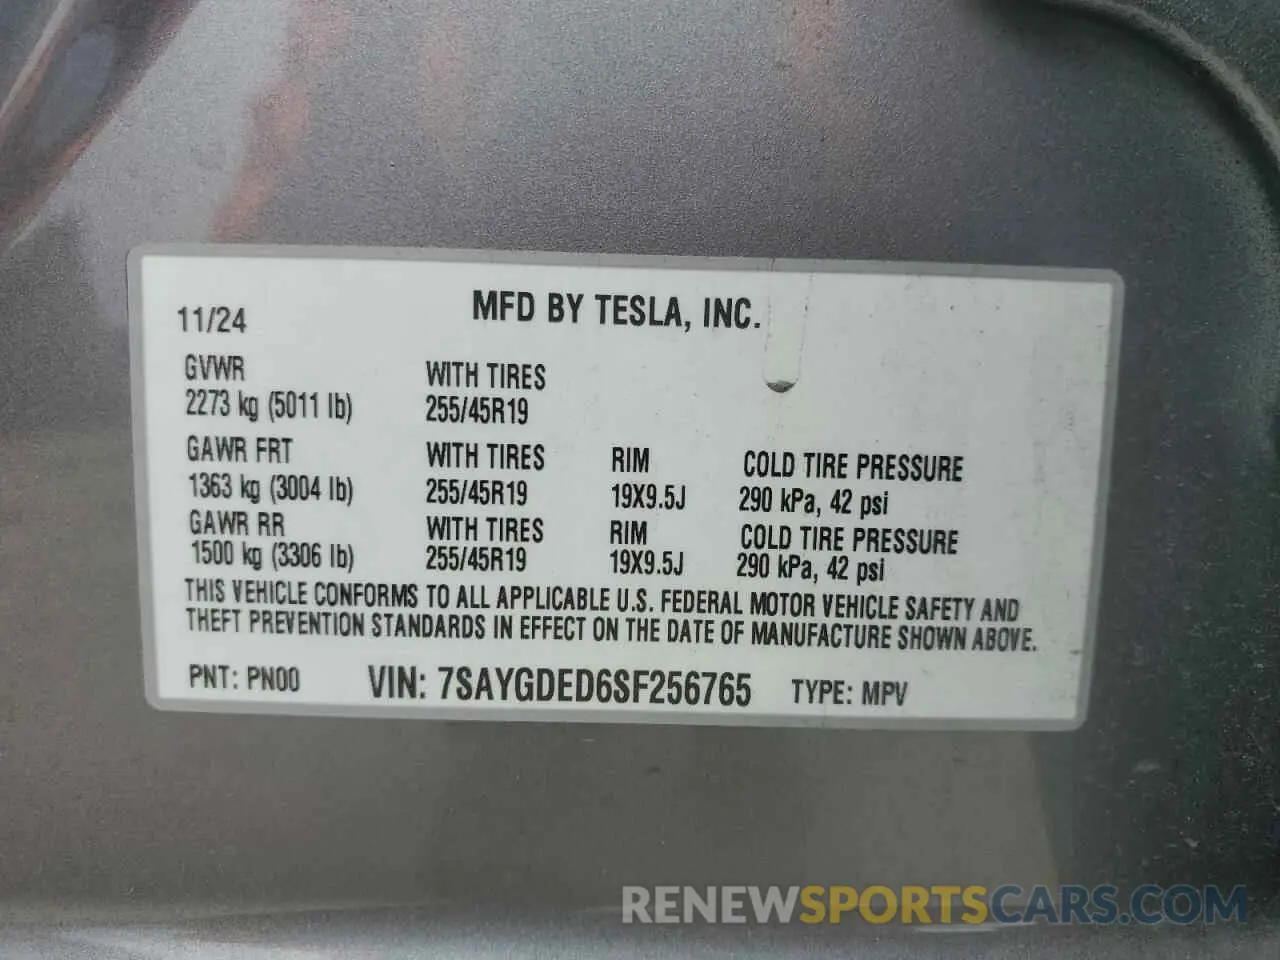 11/24
MFD BY TESLA, INC.
GVWR WITH TIRES
2273 kg (5011 lb) 255/45R19
GAWR FRT WITH TIRES RIM COLD TIRE PRESSURE
1363 kg (3004 lb) 255/45R19 19X9.5J 290 kPa, 42 psi
GAWR RR WITH TIRES RIM COLD TIRE PRESSURE
1500 kg (3306 lb) 255/45R19 19X9.5J 290 kPa, 42 psi
THIS VEHICLE CONFORMS TO ALL APPLICABLE U.S. FEDERAL MOTOR VEHICLE SAFETY AND
THEFT PREVENTION STANDARDS IN EFFECT ON THE DATE OF MANUFACTURE SHOWN ABOVE.
PNT: PN00 VIN: 7SAYGDED6SF256765 TYPE: MPV
RENEWSPORTSCARS.COM